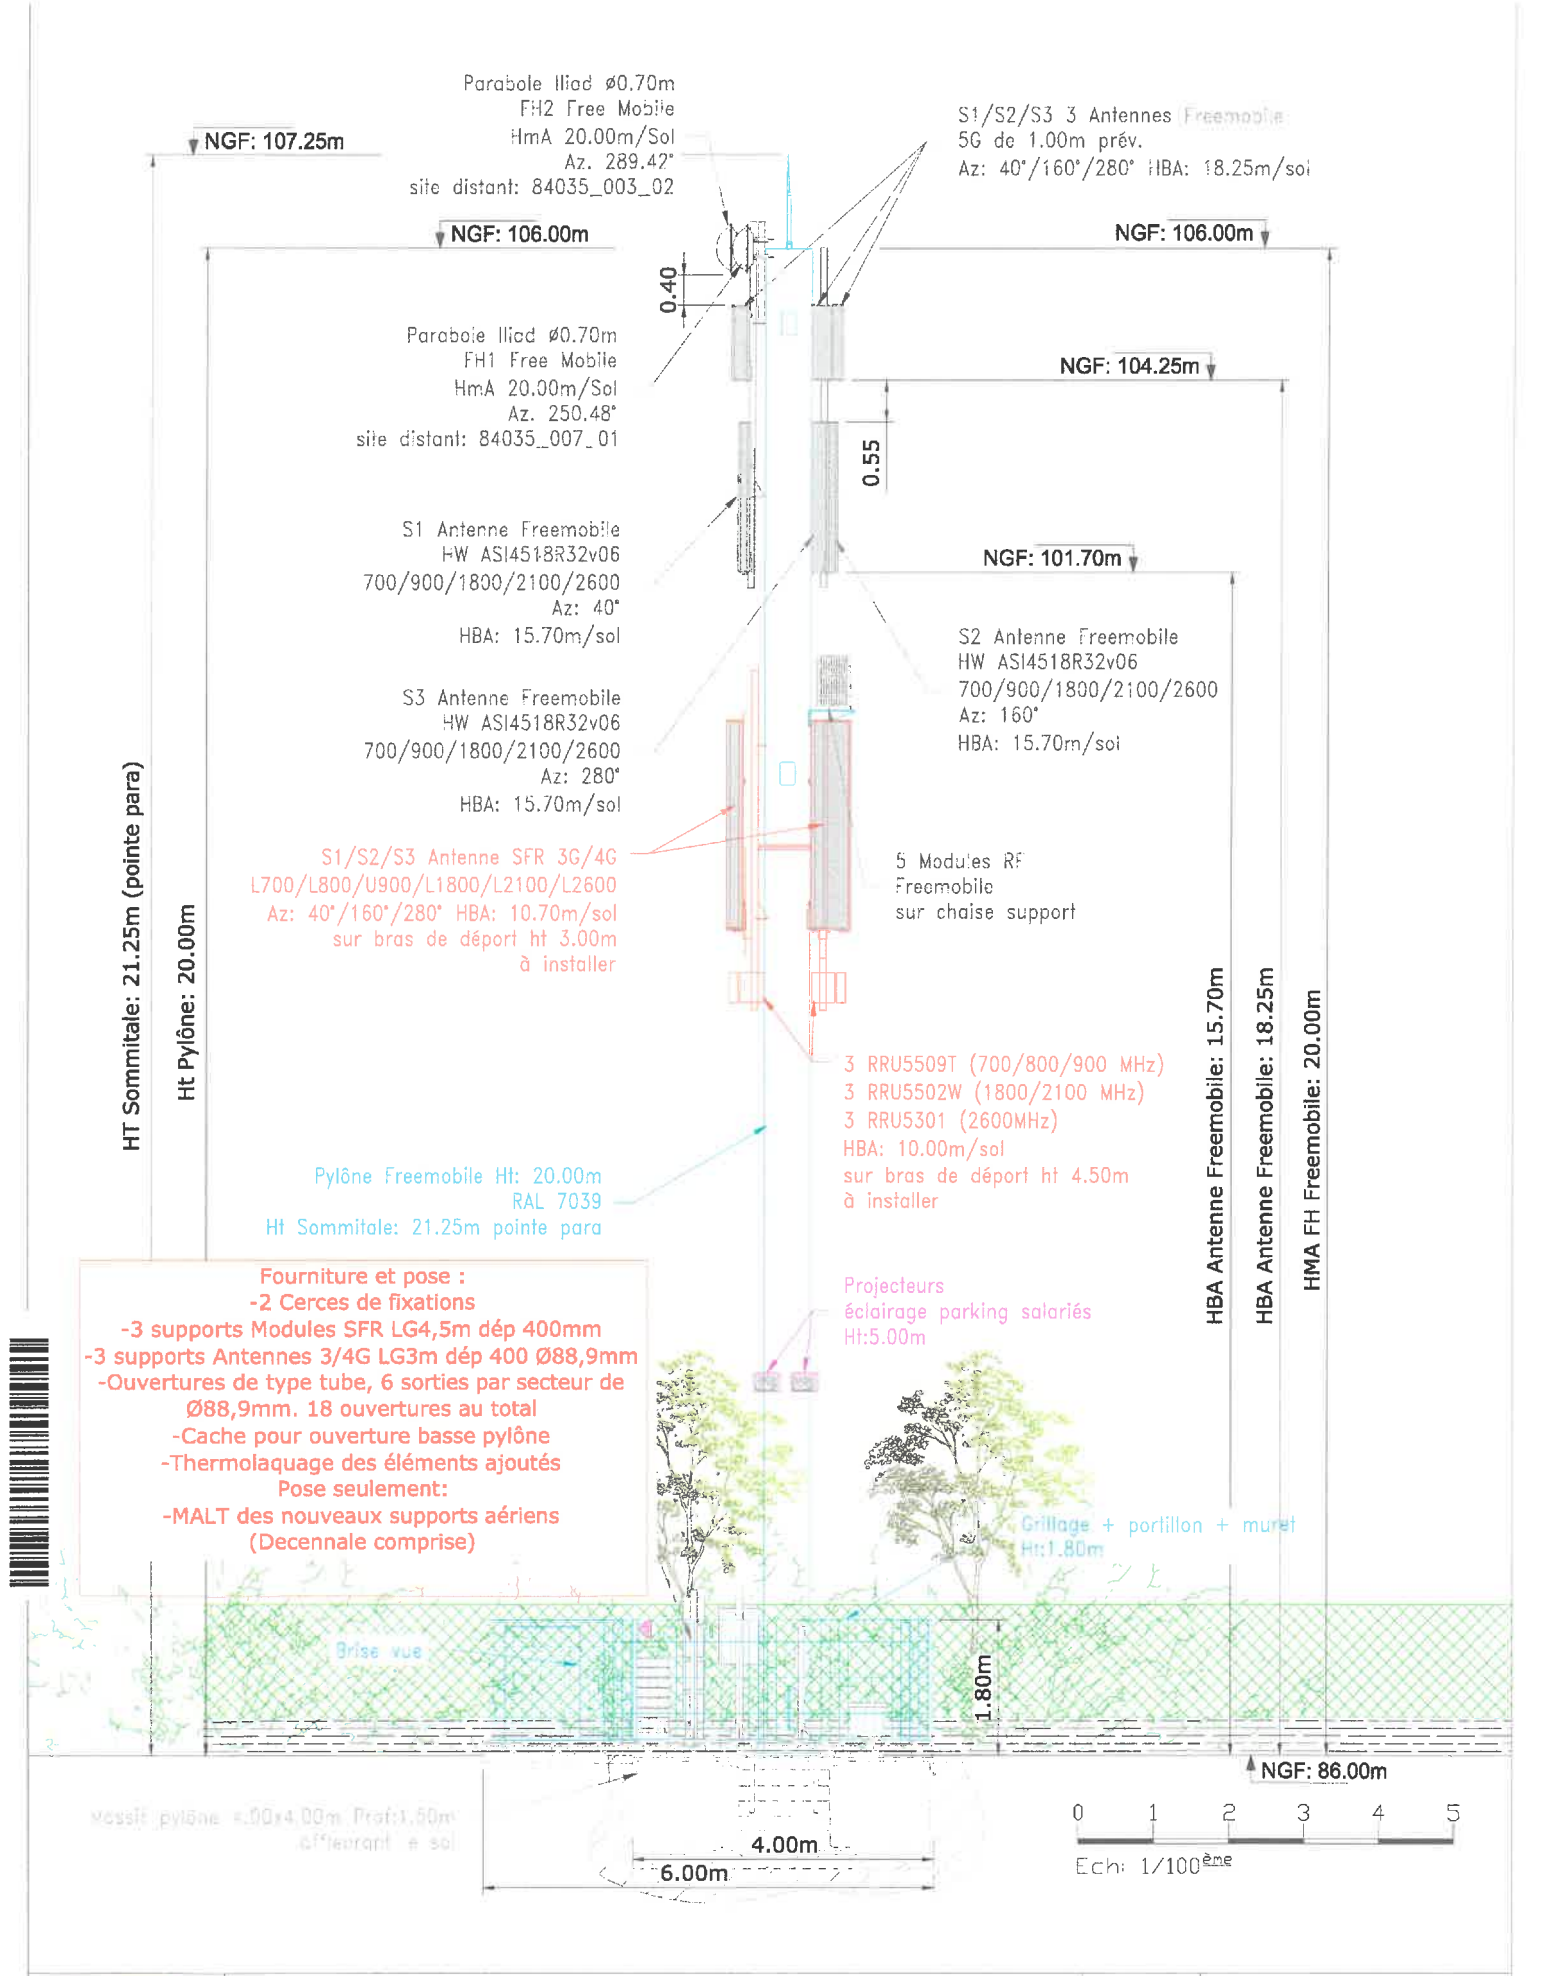 Parabole Iliad ø0.70m
FH2 Free Mobile
HmA 20.00m/Sol
Az. 289.42°
site distant: 84035_003_02
S1/S2/S3 3 Antennes Freemobile
5G de 1.00m prév.
Az: 40°/160°/280° HBA: 18.25m/sol
NGF: 107.25m
NGF: 106.00m
NGF: 106.00m
0.40
Parabole Iliad ø0.70m
FH1 Free Mobile
HmA 20.00m/Sol
Az. 250.48°
site distant: 84035_007_01
NGF: 104.25m
0.55
S1 Antenne Freemobile
HW ASI4518R32v06
700/900/1800/2100/2600
Az: 40°
HBA: 15.70m/sol
NGF: 101.70m
S2 Antenne Freemobile
HW ASI4518R32v06
700/900/1800/2100/2600
Az: 160°
HBA: 15.70m/sol
S3 Antenne Freemobile
HW ASI4518R32v06
700/900/1800/2100/2600
Az: 280°
HBA: 15.70m/sol
S1/S2/S3 Antenne SFR 3G/4G
L700/L800/U900/L1800/L2100/L2600
Az: 40°/160°/280° HBA: 10.70m/sol
sur bras de déport ht 3.00m
à installer
5 Modules RF
Freemobile
sur chaise support
HT Sommitale: 21.25m (pointe para)
Ht Pylône: 20.00m
HBA Antenne Freemobile: 15.70m
HBA Antenne Freemobile: 18.25m
HMA FH Freemobile: 20.00m
3 RRU5509T (700/800/900 MHz)
3 RRU5502W (1800/2100 MHz)
3 RRU5301 (2600MHz)
HBA: 10.00m/sol
sur bras de déport ht 4.50m
à installer
Pylône Freemobile Ht: 20.00m
RAL 7039
Ht Sommitale: 21.25m pointe para
Fourniture et pose :
-2 Cerces de fixations
-3 supports Modules SFR LG4,5m dép 400mm
-3 supports Antennes 3/4G LG3m dép 400 Ø88,9mm
-Ouvertures de type tube, 6 sorties par secteur de
Ø88,9mm. 18 ouvertures au total
-Cache pour ouverture basse pylône
-Thermolaquage des éléments ajoutés
Pose seulement:
-MALT des nouveaux supports aériens
(Decennale comprise)
Projecteurs
éclairage parking salariés
Ht:5.00m
Grillage + portillon + muret
Ht:1.80m
Brise vue
1.80m
NGF: 86.00m
Massif pylône 4.00x4.00m Prof:1.50m
affleurant le sol
4.00m
6.00m
0 1 2 3 4 5
Ech: 1/100ème